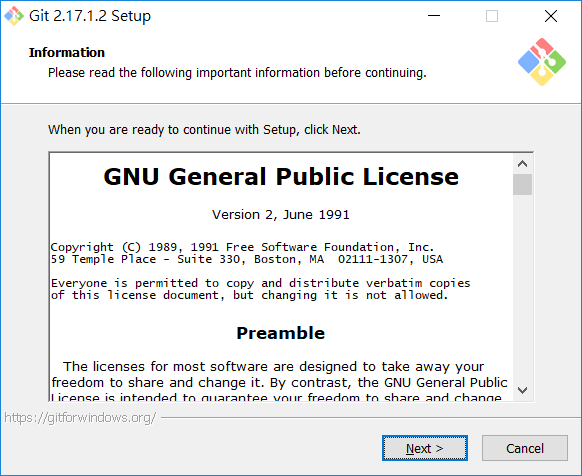 Git 2.17.1.2 Setup
Information
Please read the following important information before continuing.
When you are ready to continue with Setup, click Next.
GNU General Public License
Version 2, June 1991
Copyright (C) 1989, 1991 Free Software Foundation, Inc.
59 Temple Place - Suite 330, Boston, MA  02111-1307, USA
Everyone is permitted to copy and distribute verbatim copies
of this license document, but changing it is not allowed.
Preamble
The licenses for most software are designed to take away your
freedom to share and change it. By contrast, the GNU General Public
License is intended to guarantee your freedom to share and change
https://gitforwindows.org/
Next >
Cancel